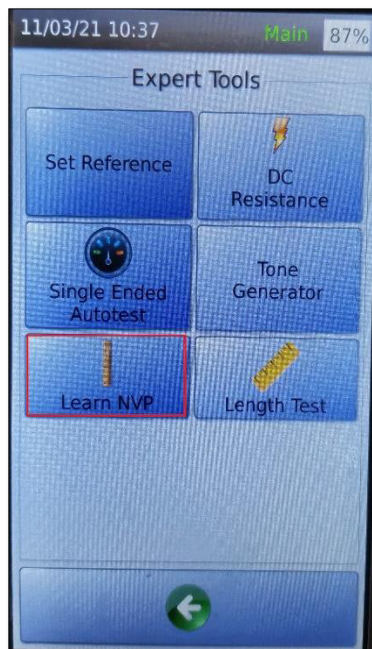 11/03/21 10:37 Main 87%
Expert Tools
Set Reference
DC
Resistance
Single Ended
Autotest
Tone
Generator
Learn NVP
Length Test